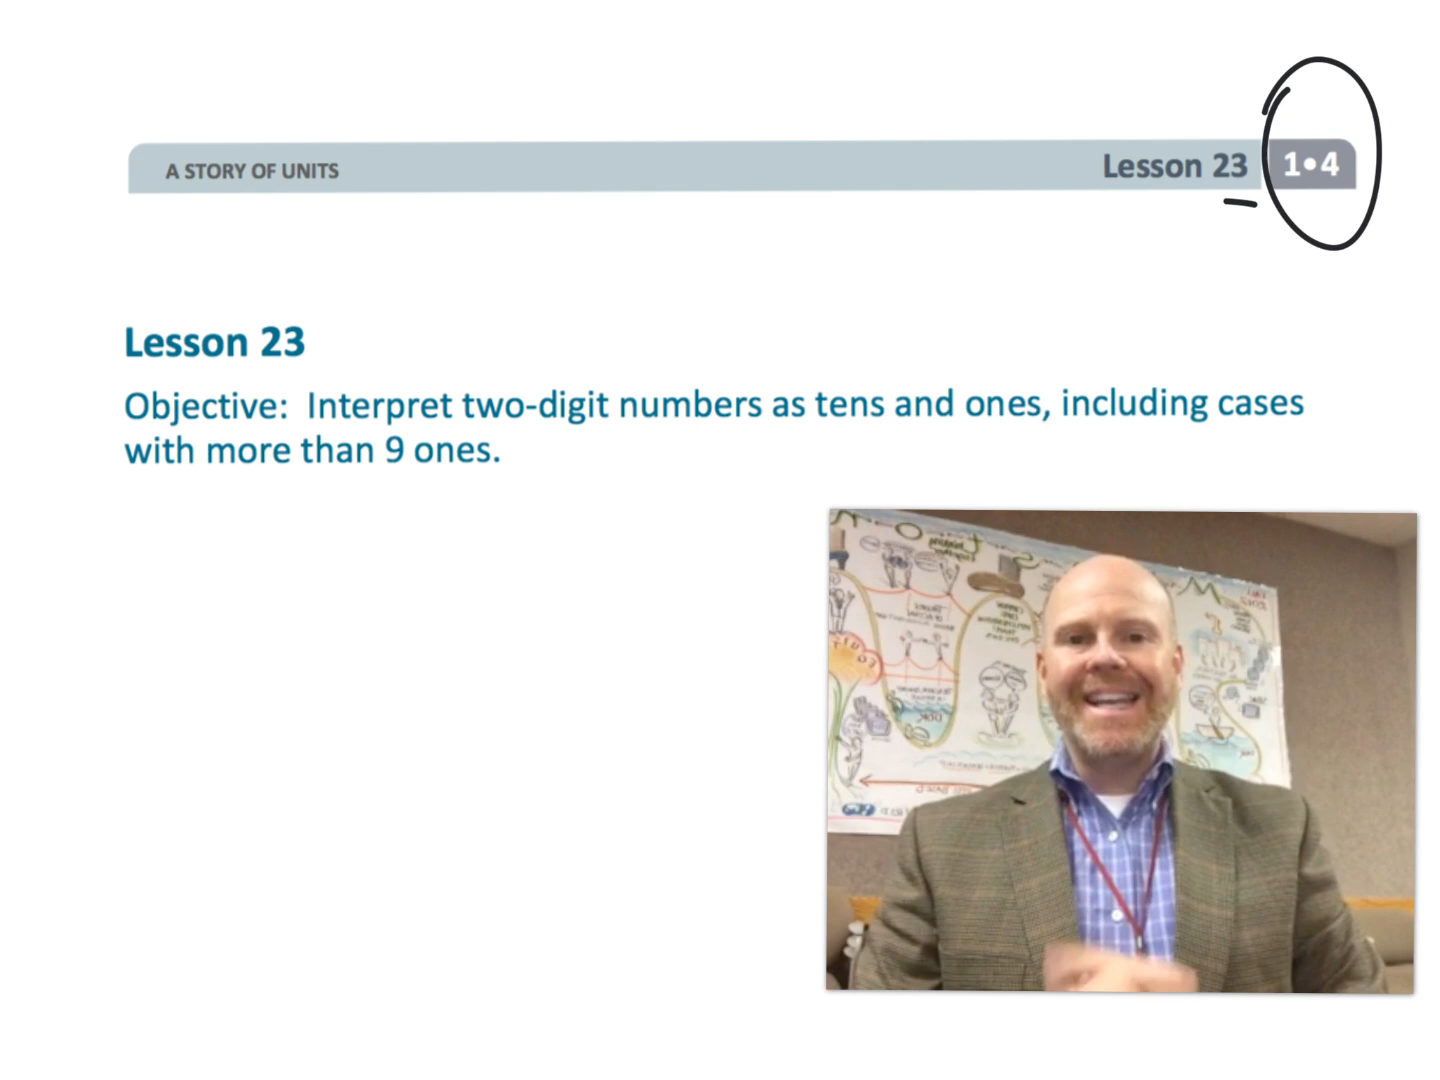 A STORY OF UNITS
Lesson 23 1•4
Lesson 23
Objective: Interpret two-digit numbers as tens and ones, including cases
with more than 9 ones.